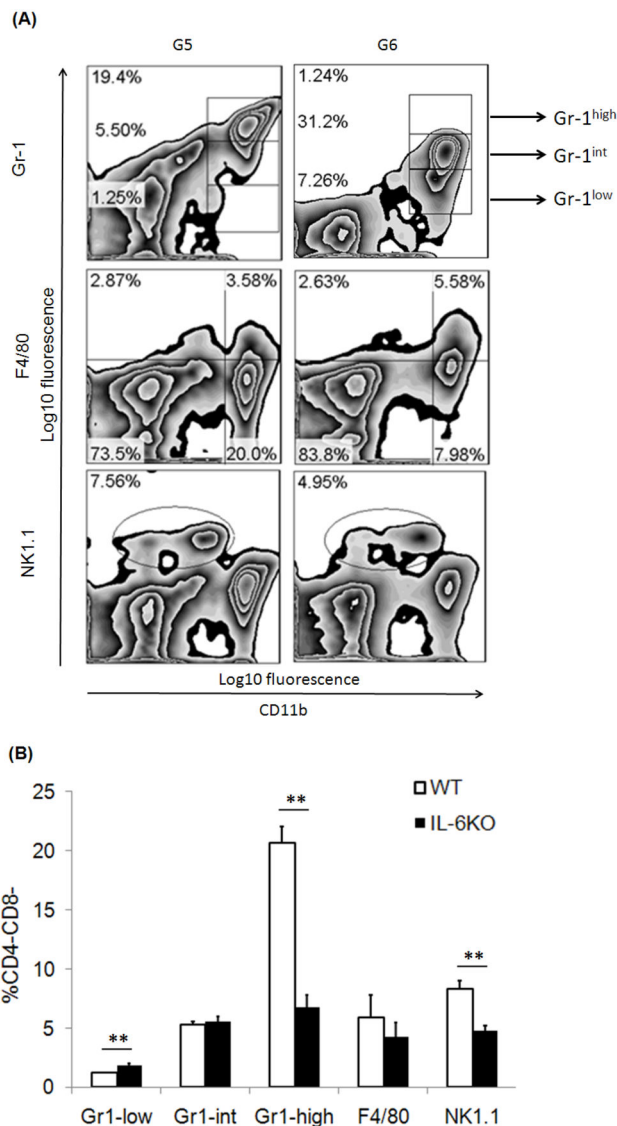 (A)
G5 G6
Gr-1
19.4%
5.50%
1.25%
1.24%
31.2%
7.26%
Gr-1high
Gr-1int
Gr-1low
F4/80
Log10 fluorescence
2.87% 3.58%
73.5% 20.0%
2.63% 5.58%
83.8% 7.98%
NK1.1
7.56%
4.95%
Log10 fluorescence
CD11b
(B)
%CD4-CD8-
25
20
15
10
5
0
WT
IL-6KO
**
**
**
Gr1-low Gr1-int Gr1-high F4/80 NK1.1